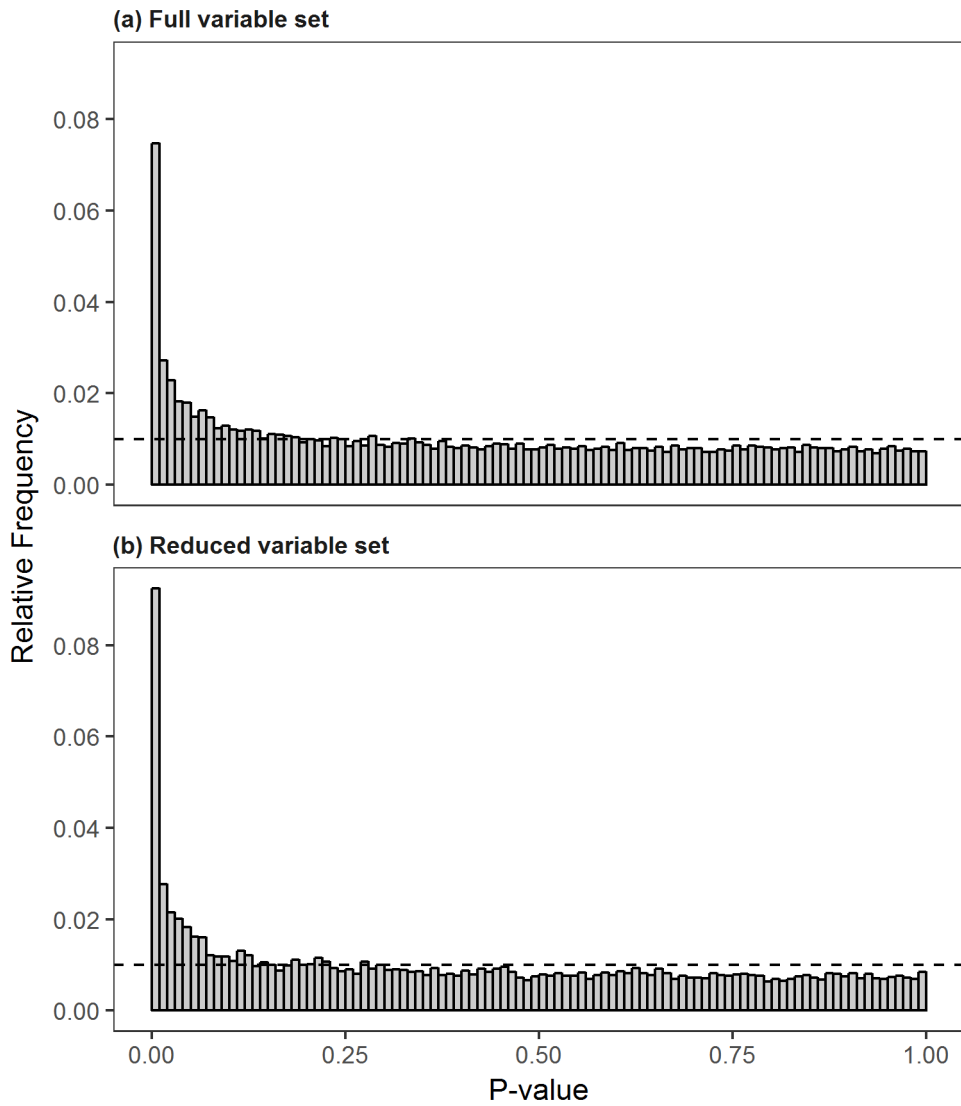 (a) Full variable set
0.08
0.06
0.04
0.02
0.00
Relative Frequency
(b) Reduced variable set
0.08
0.06
0.04
0.02
0.00
0.00 0.25 0.50 0.75 1.00
P-value